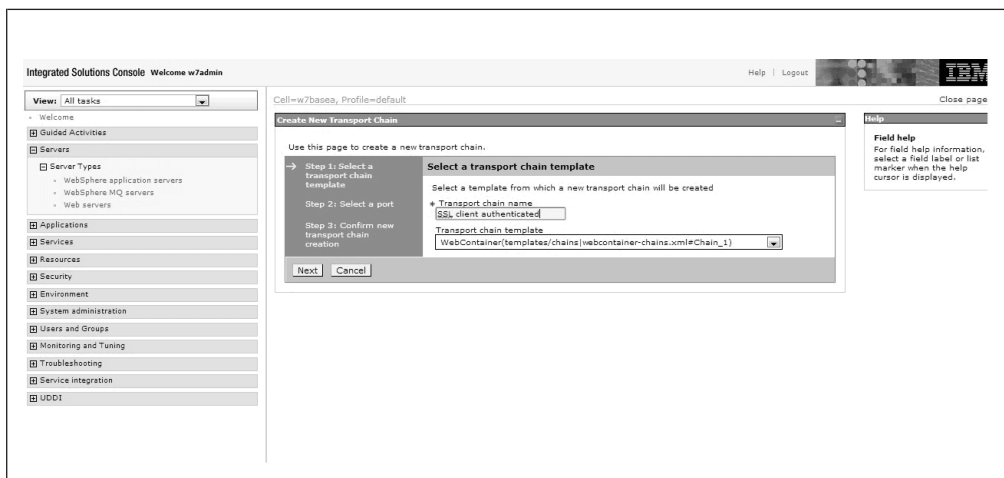 Integrated Solutions Console Welcome w7admin
Help | Logout
IBM
View: All tasks
Welcome
Guided Activities
Servers
Server Types
WebSphere application servers
WebSphere MQ servers
Web servers
Applications
Services
Resources
Security
Environment
System administration
Users and Groups
Monitoring and Tuning
Troubleshooting
Service integration
UDDI
Cell=w7basea, Profile=default
Close page
Create New Transport Chain
Use this page to create a new transport chain.
Step 1: Select a
transport chain
template
Step 2: Select a port
Step 3: Confirm new
transport chain
creation
Select a transport chain template
Select a template from which a new transport chain will be created
* Transport chain name
SSL client authenticated
Transport chain template
WebContainer(templates/chains|webcontainer-chains.xml#Chain_1)
Next Cancel
Help
Field help
For field help information,
select a field label or list
marker when the help
cursor is displayed.